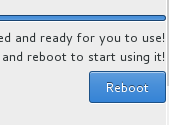 ed and ready for you to use!
and reboot to start using it!
Reboot